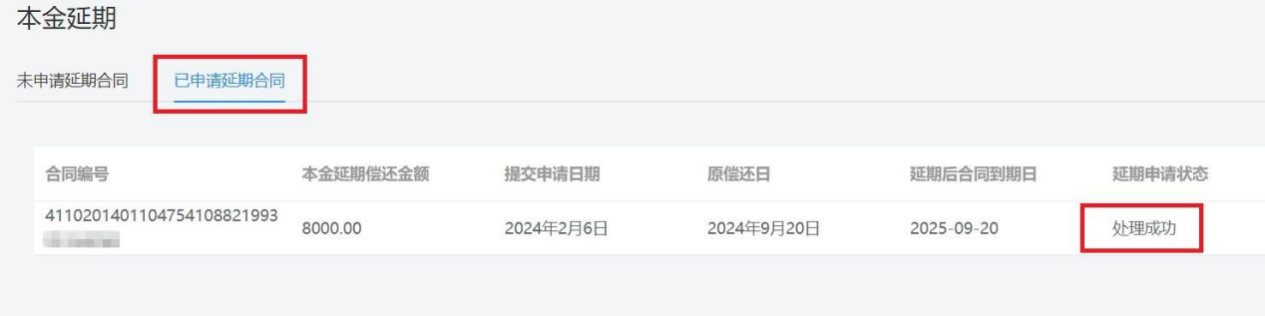 本金延期
未申请延期合同 已申请延期合同
合同编号 本金延期偿还金额 提交申请日期 原偿还日 延期后合同到期日 延期申请状态
4110201401104754108821993
8000.00 2024年2月6日 2024年9月20日 2025-09-20 处理成功